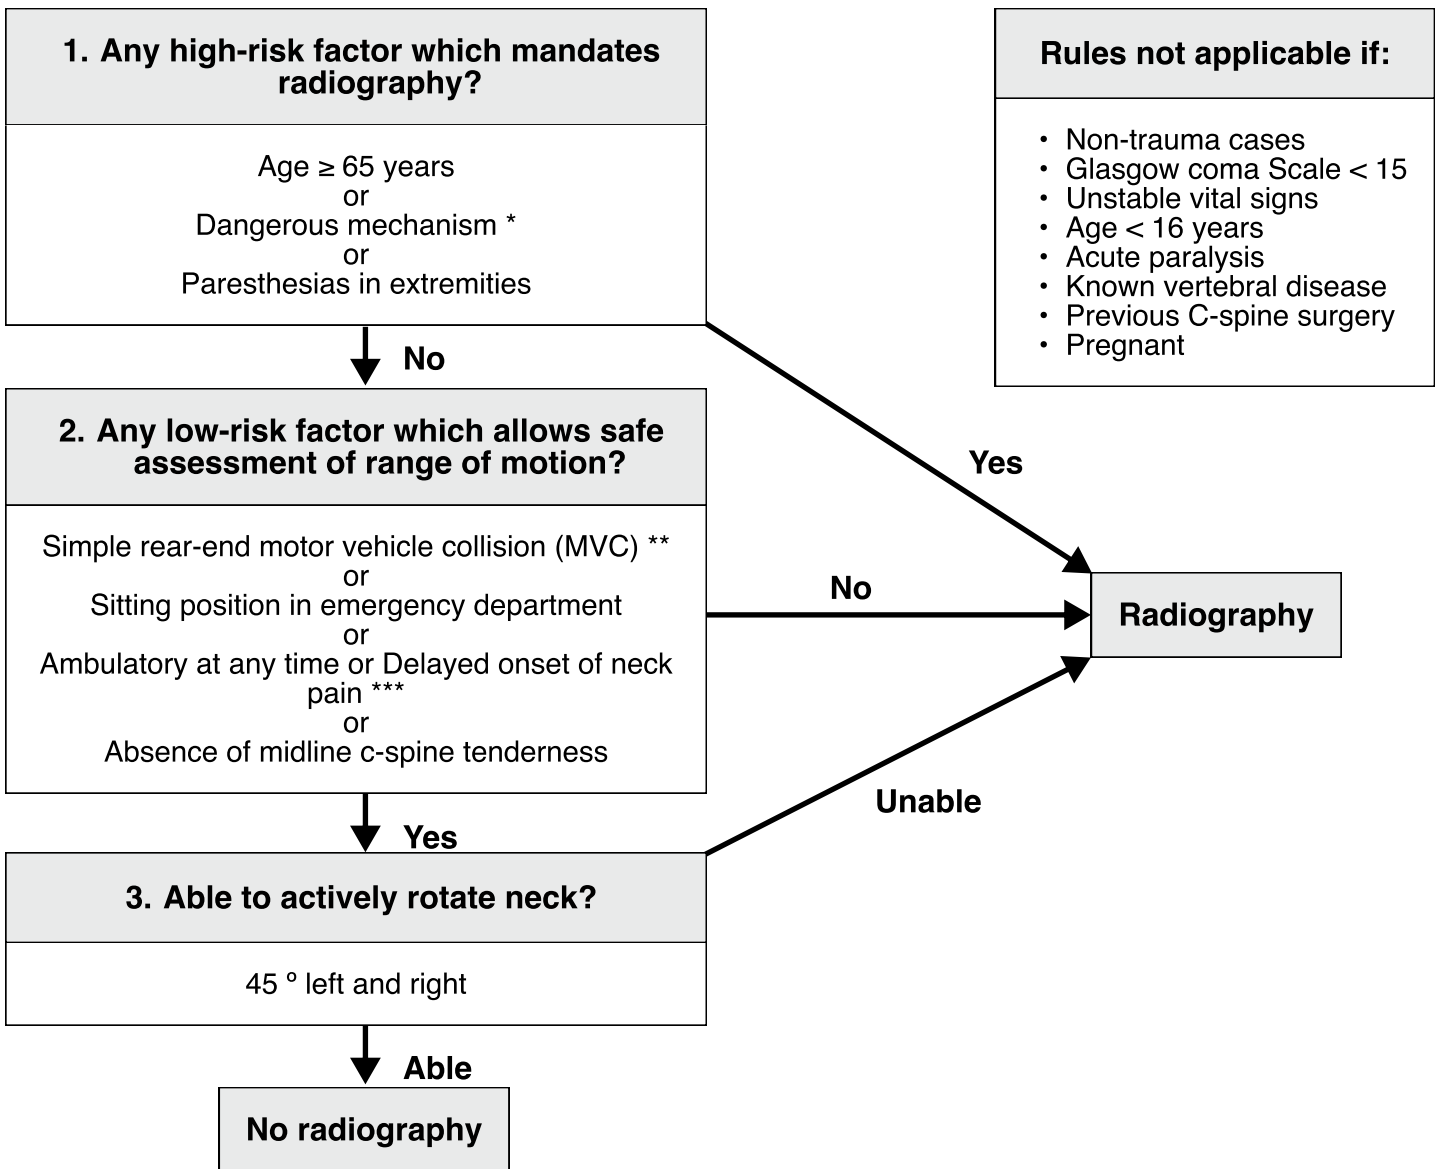 1. Any high-risk factor which mandates
radiography?
Age ≥ 65 years
or
Dangerous mechanism *
or
Paresthesias in extremities
No
2. Any low-risk factor which allows safe
assessment of range of motion?
Simple rear-end motor vehicle collision (MVC) **
or
Sitting position in emergency department
or
Ambulatory at any time or Delayed onset of neck
pain ***
or
Absence of midline c-spine tenderness
Yes
3. Able to actively rotate neck?
45 º left and right
Able
No radiography
Yes
No
Unable
Radiography
Rules not applicable if:
• Non-trauma cases
• Glasgow coma Scale < 15
• Unstable vital signs
• Age < 16 years
• Acute paralysis
• Known vertebral disease
• Previous C-spine surgery
• Pregnant